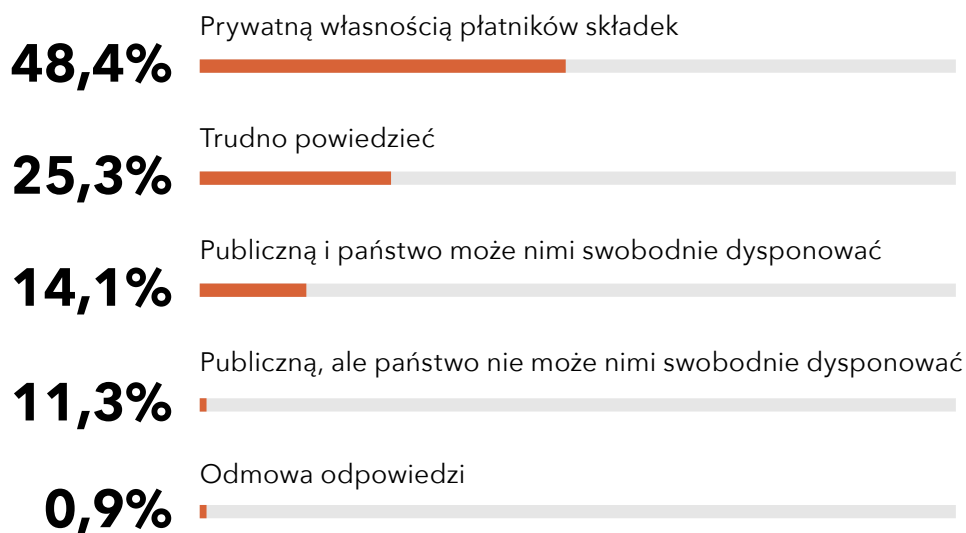 Prywatną własnością płatników składek
48,4%
Trudno powiedzieć
25,3%
Publiczną i państwo może nimi swobodnie dysponować
14,1%
Publiczną, ale państwo nie może nimi swobodnie dysponować
11,3%
Odmowa odpowiedzi
0,9%